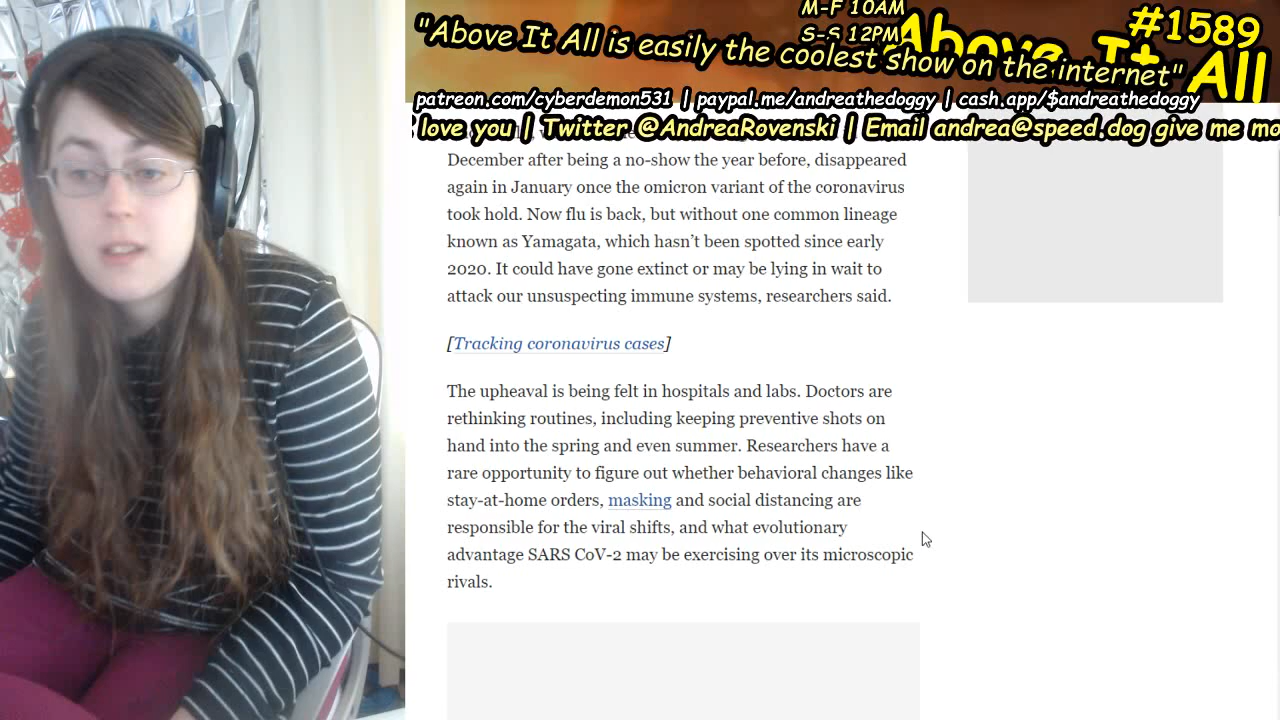 M-F 10AM
S-S 12PM
#1589
Above It All
"Above It All is easily the coolest show on the internet"
patreon.com/cyberdemon531 | paypal.me/andreathedoggy | cash.app/$andreathedoggy
love you | Twitter @AndreaRovenski | Email andrea@speed.dog give me mo
December after being a no-show the year before, disappeared
again in January once the omicron variant of the coronavirus
took hold. Now flu is back, but without one common lineage
known as Yamagata, which hasn’t been spotted since early
2020. It could have gone extinct or may be lying in wait to
attack our unsuspecting immune systems, researchers said.
[Tracking coronavirus cases]
The upheaval is being felt in hospitals and labs. Doctors are
rethinking routines, including keeping preventive shots on
hand into the spring and even summer. Researchers have a
rare opportunity to figure out whether behavioral changes like
stay-at-home orders, masking and social distancing are
responsible for the viral shifts, and what evolutionary
advantage SARS CoV-2 may be exercising over its microscopic
rivals.